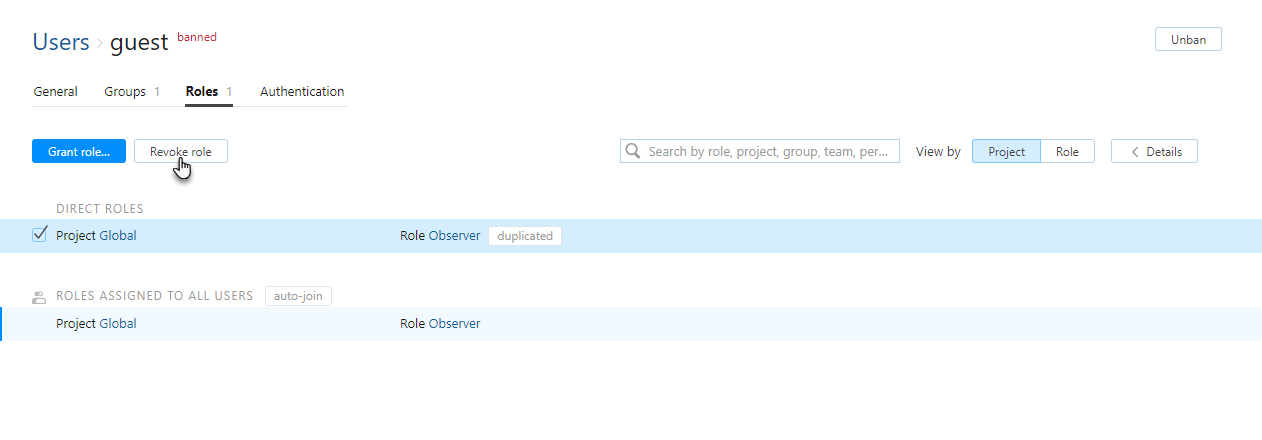 Users › guest banned
Unban
General Groups 1 Roles 1 Authentication
Grant role... Revoke role Search by role, project, group, team, per... View by Project Role Details
DIRECT ROLES
Project Global Role Observer duplicated
ROLES ASSIGNED TO ALL USERS auto-join
Project Global Role Observer